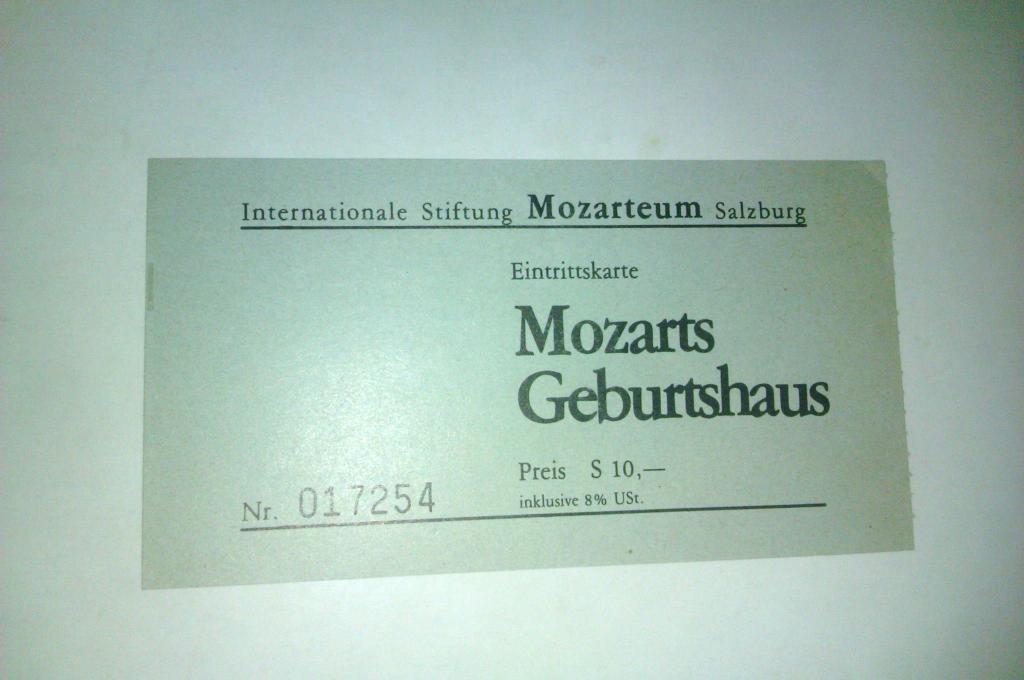 Internationale Stiftung Mozarteum Salzburg
Eintrittskarte
Mozarts
Geburtshaus
Preis S 10,—
inklusive 8% USt.
Nr. 017254